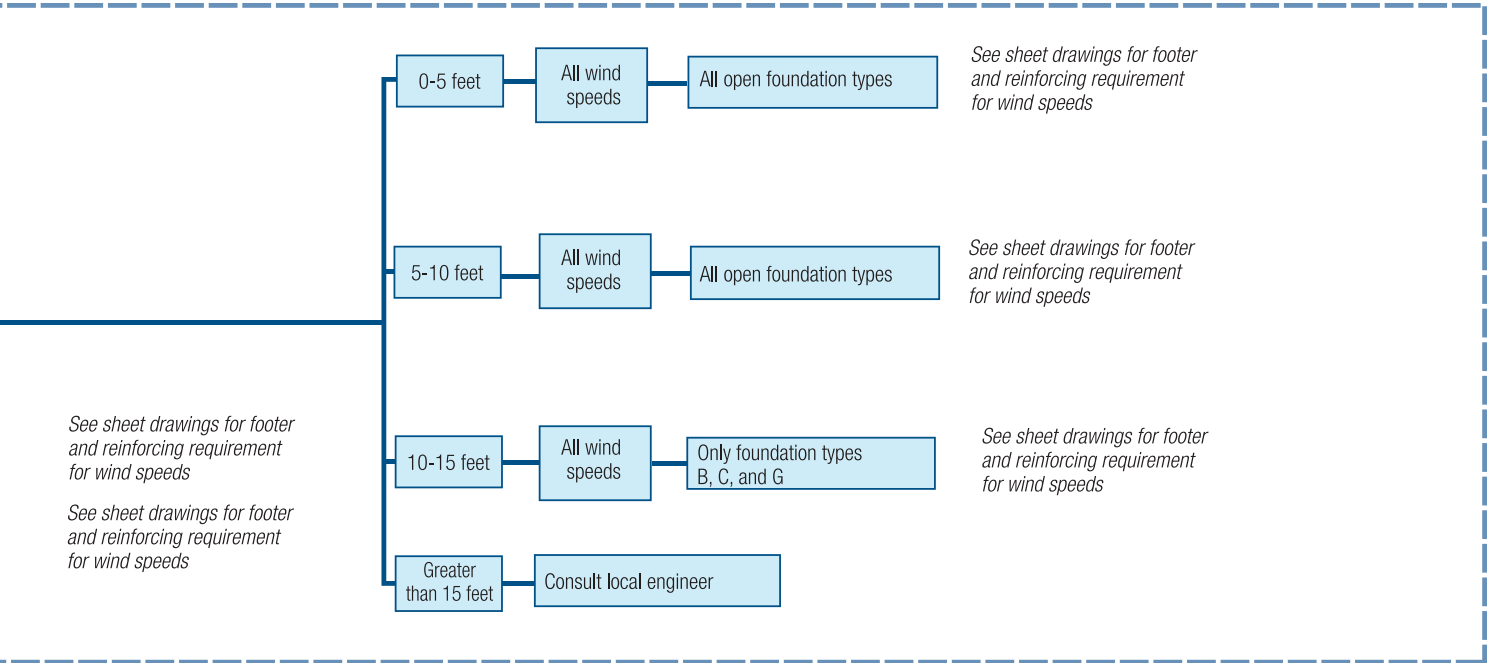 0-5 feet
All wind
speeds
All open foundation types
See sheet drawings for footer
and reinforcing requirement
for wind speeds
5-10 feet
All wind
speeds
All open foundation types
See sheet drawings for footer
and reinforcing requirement
for wind speeds
See sheet drawings for footer
and reinforcing requirement
for wind speeds
See sheet drawings for footer
and reinforcing requirement
for wind speeds
10-15 feet
All wind
speeds
Only foundation types
B, C, and G
See sheet drawings for footer
and reinforcing requirement
for wind speeds
Greater
than 15 feet
Consult local engineer